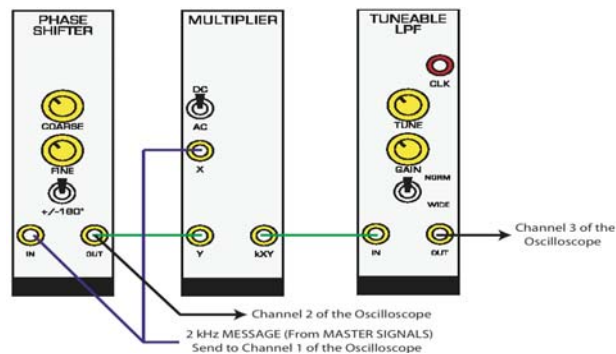 PHASE
SHIFTER
COARSE
FINE
+/-180°
IN
OUT
MULTIPLIER
DC
AC
X
Y
kXY
TUNEABLE
LPF
CLK
TUNE
GAIN
NORM
WIDE
IN
OUT
Channel 3 of the
Oscilloscope
Channel 2 of the Oscilloscope
2 kHz MESSAGE (From MASTER SIGNALS)
Send to Channel 1 of the Oscilloscope